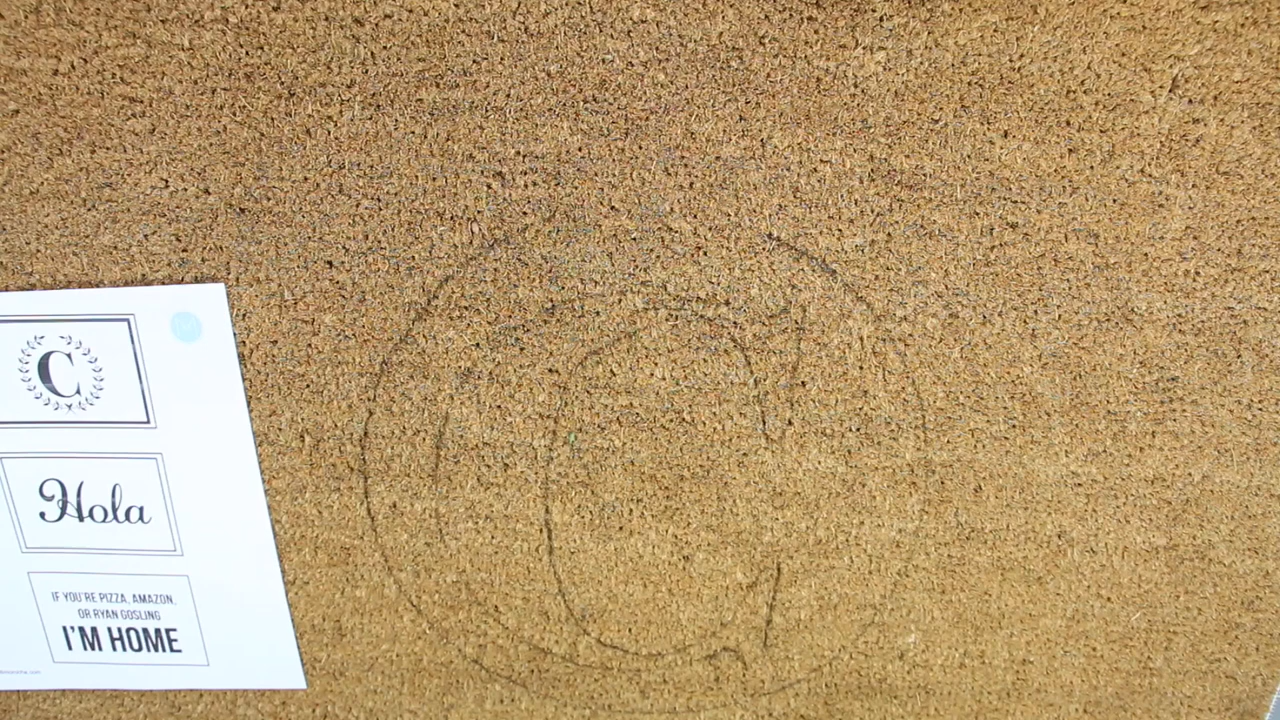 C
Hola
IF YOU'RE PIZZA, AMAZON,
OR RYAN GOSLING
I'M HOME